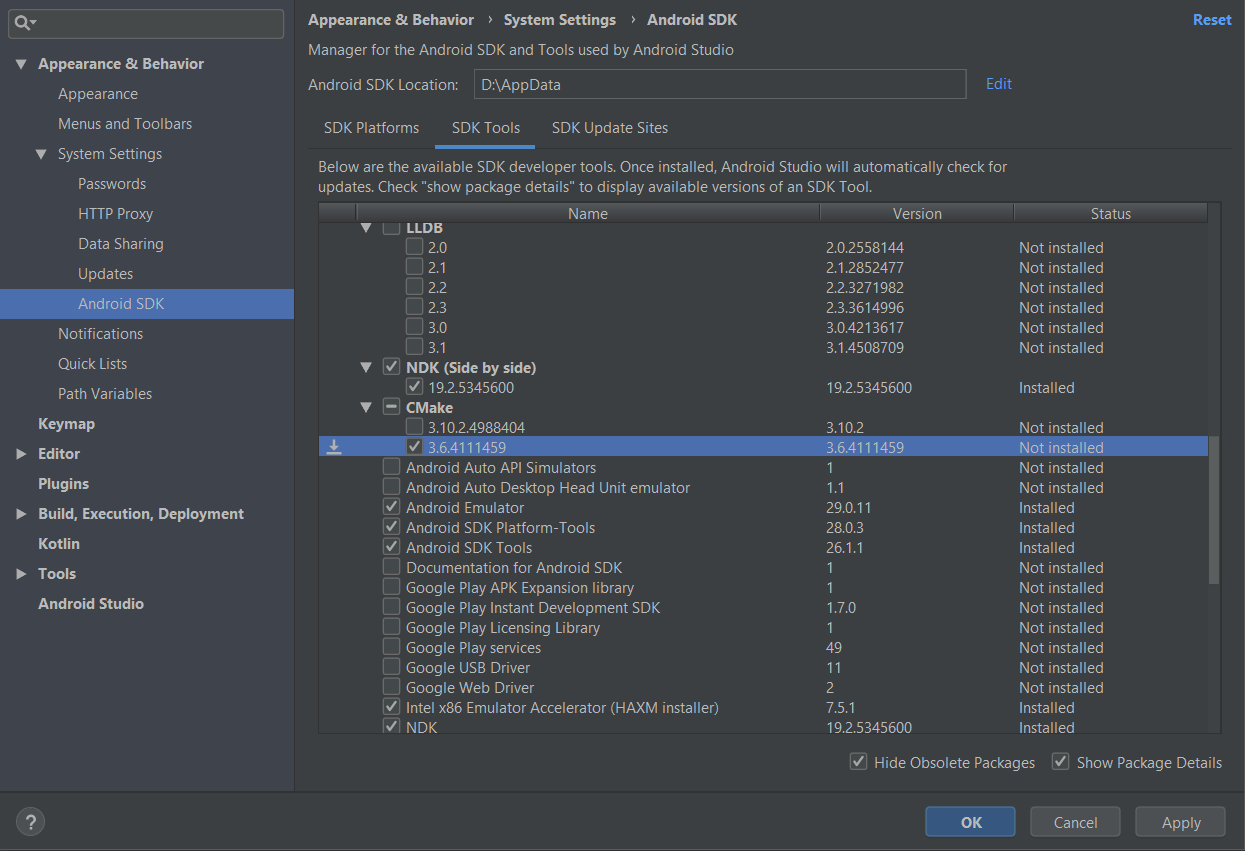 Appearance & Behavior
Appearance
Menus and Toolbars
System Settings
Passwords
HTTP Proxy
Data Sharing
Updates
Android SDK
Notifications
Quick Lists
Path Variables
Keymap
Editor
Plugins
Build, Execution, Deployment
Kotlin
Tools
Android Studio
Appearance & Behavior › System Settings › Android SDK Reset
Manager for the Android SDK and Tools used by Android Studio
Android SDK Location: D:\AppData Edit
SDK Platforms SDK Tools SDK Update Sites
Below are the available SDK developer tools. Once installed, Android Studio will automatically check for
updates. Check "show package details" to display available versions of an SDK Tool.
Name Version Status
LLDB
2.0 2.0.2558144 Not installed
2.1 2.1.2852477 Not installed
2.2 2.2.3271982 Not installed
2.3 2.3.3614996 Not installed
3.0 3.0.4213617 Not installed
3.1 3.1.4508709 Not installed
NDK (Side by side)
19.2.5345600 19.2.5345600 Installed
CMake
3.10.2.4988404 3.10.2 Not installed
3.6.4111459 3.6.4111459 Not installed
Android Auto API Simulators 1 Not installed
Android Auto Desktop Head Unit emulator 1.1 Not installed
Android Emulator 29.0.11 Installed
Android SDK Platform-Tools 28.0.3 Installed
Android SDK Tools 26.1.1 Installed
Documentation for Android SDK 1 Not installed
Google Play APK Expansion library 1 Not installed
Google Play Instant Development SDK 1.7.0 Not installed
Google Play Licensing Library 1 Not installed
Google Play services 49 Not installed
Google USB Driver 11 Not installed
Google Web Driver 2 Not installed
Intel x86 Emulator Accelerator (HAXM installer) 7.5.1 Installed
NDK 19.2.5345600 Installed
Hide Obsolete Packages Show Package Details
? OK Cancel Apply